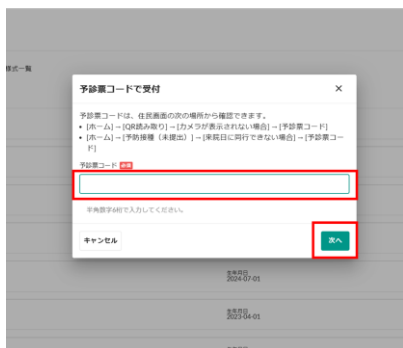 様式一覧
予診票コードで受付
予診票コードは、住民画面の次の場所から確認できます。
• [ホーム]→[QR読み取り]→[カメラが表示されない場合]→[予診票コード]
• [ホーム]→[予防接種（未提出）]→[来院日に同行できない場合]→[予診票コー
ド]
予診票コード 必須
半角数字6桁で入力してください。
キャンセル
次へ
生年月日
2024-07-01
生年月日
2023-04-01